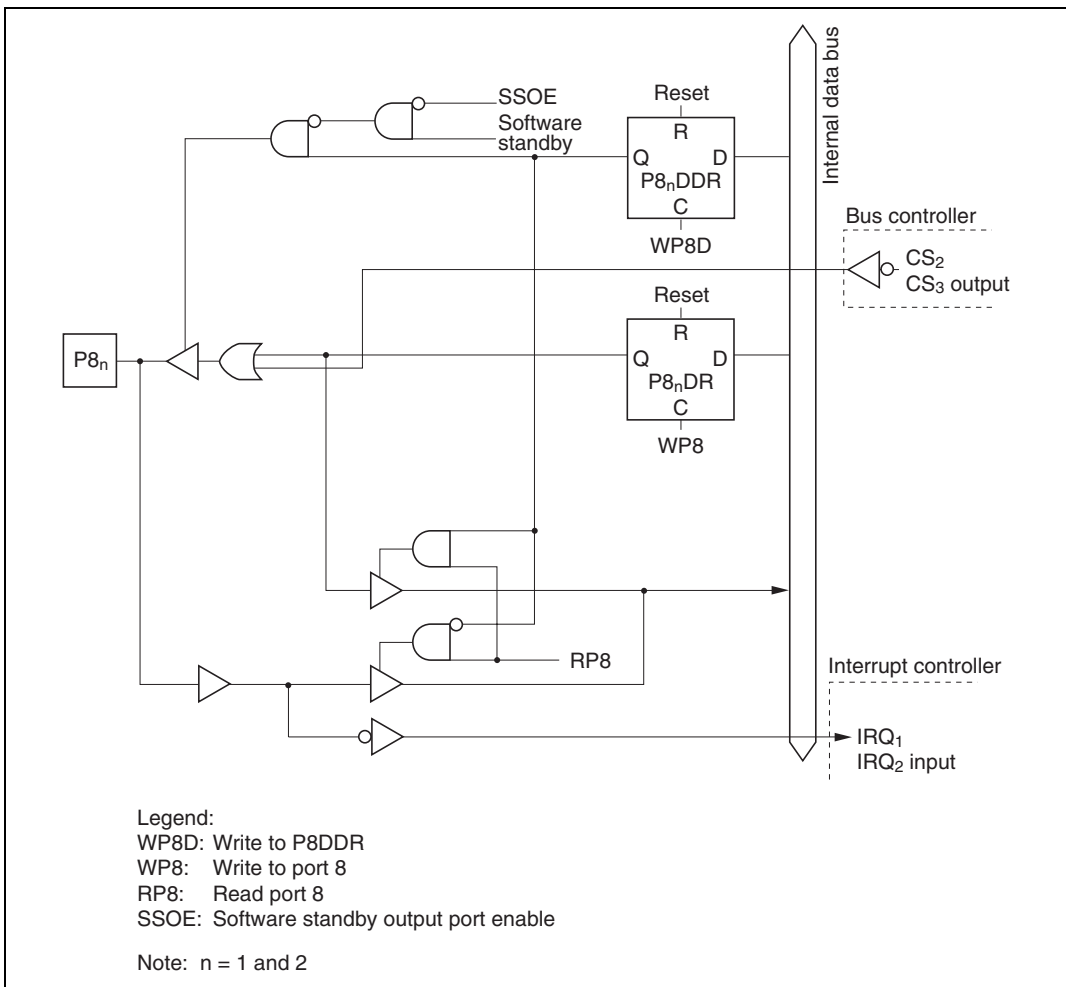 SSOE
Software
standby
Reset
R
Q D
P8nDDR
C
WP8D
Internal data bus
Bus controller
CS2
CS3 output
Reset
R
Q D
P8nDR
C
WP8
P8n
RP8
Interrupt controller
IRQ1
IRQ2 input
Legend:
WP8D: Write to P8DDR
WP8: Write to port 8
RP8: Read port 8
SSOE: Software standby output port enable
Note: n = 1 and 2